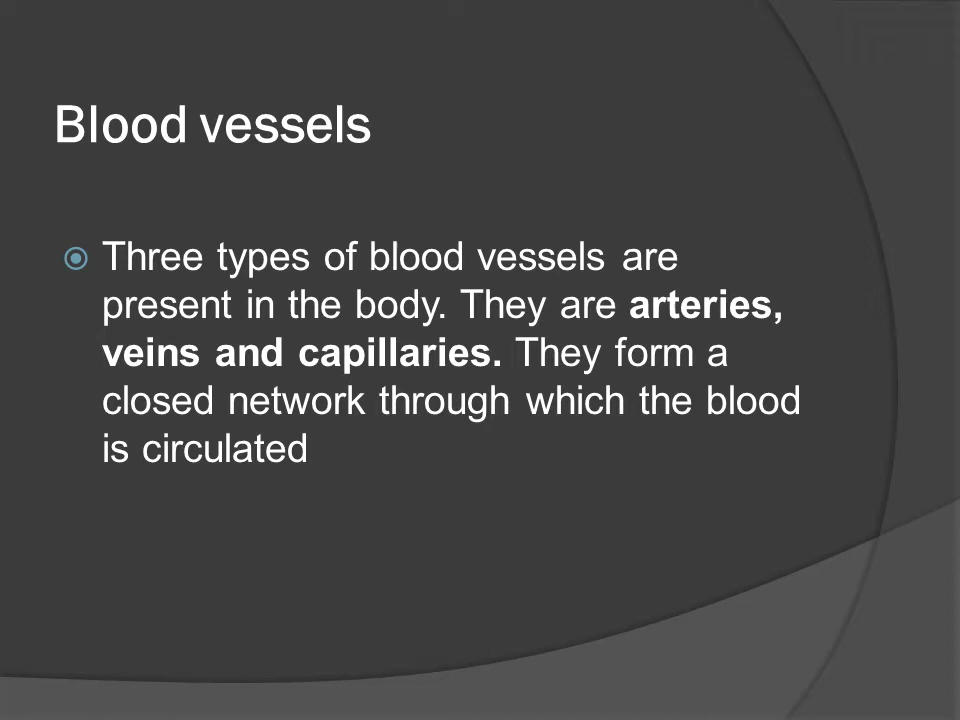 Blood vessels
Three types of blood vessels are
present in the body. They are arteries,
veins and capillaries. They form a
closed network through which the blood
is circulated